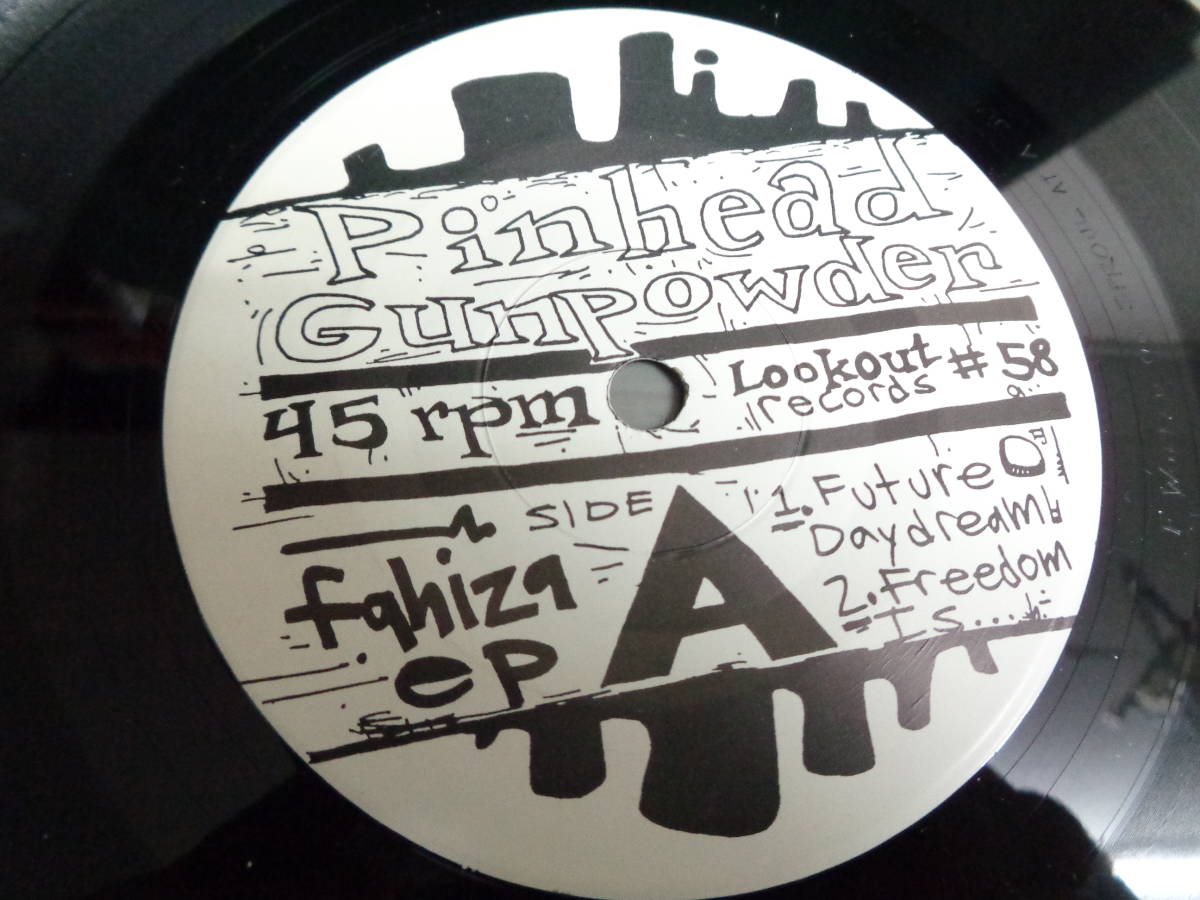 Pinhead
Gunpowder
45 rpm
Lookout # 58
records
SIDE A
fahiza
ep
1. Future
Daydream
2. Freedom
Is....